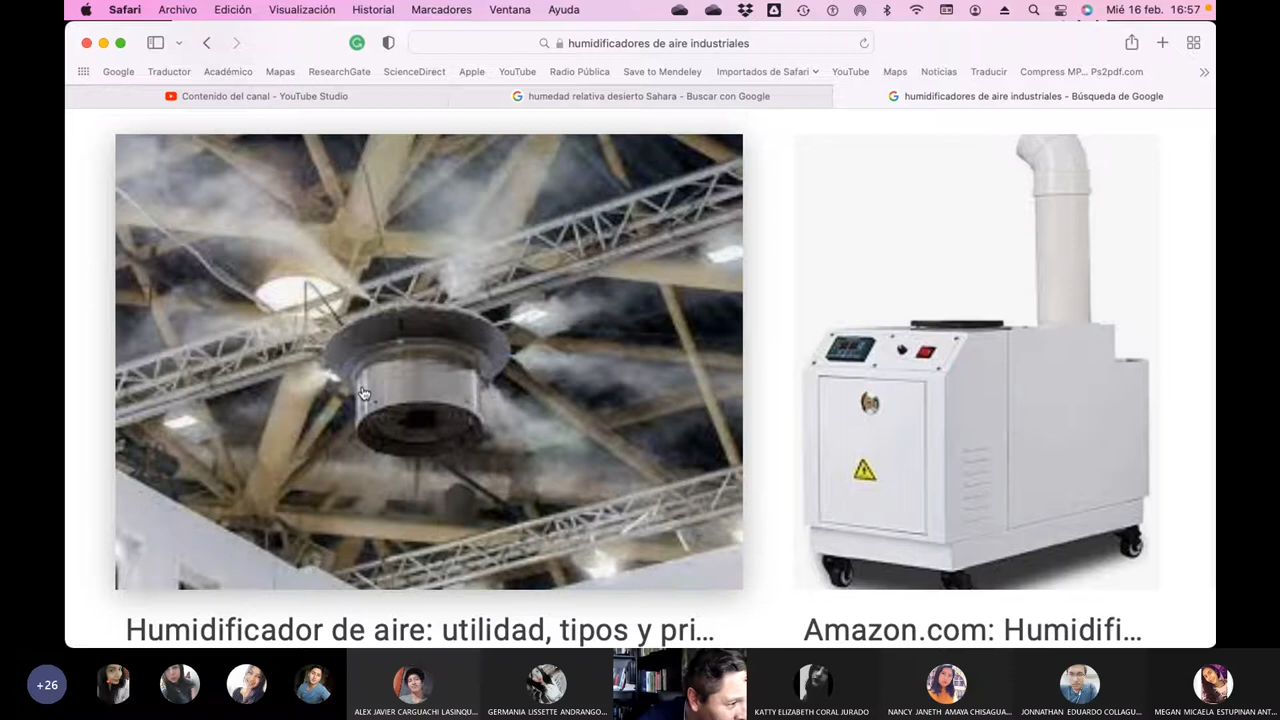 Safari Archivo Edición Visualización Historial Marcadores Ventana Ayuda Mié 16 feb. 16:57
humidificadores de aire industriales
Google Traductor Académico Mapas ResearchGate ScienceDirect Apple YouTube Radio Pública Save to Mendeley Importados de Safari YouTube Maps Noticias Traducir Compress MP... Ps2pdf.com
Contenido del canal - YouTube Studio humedad relativa desierto Sahara - Buscar con Google humidificadores de aire industriales - Búsqueda de Google
Humidificador de aire: utilidad, tipos y pri... Amazon.com: Humidifi...
+26
ALEX JAVIER CARGUACHI LASINQU... GERMANIA LISSETTE ANDRANGO... KATTY ELIZABETH CORAL JURADO NANCY JANETH AMAYA CHISAGUA... JONNATHAN EDUARDO COLLAGU... MEGAN MICAELA ESTUPINAN ANT...